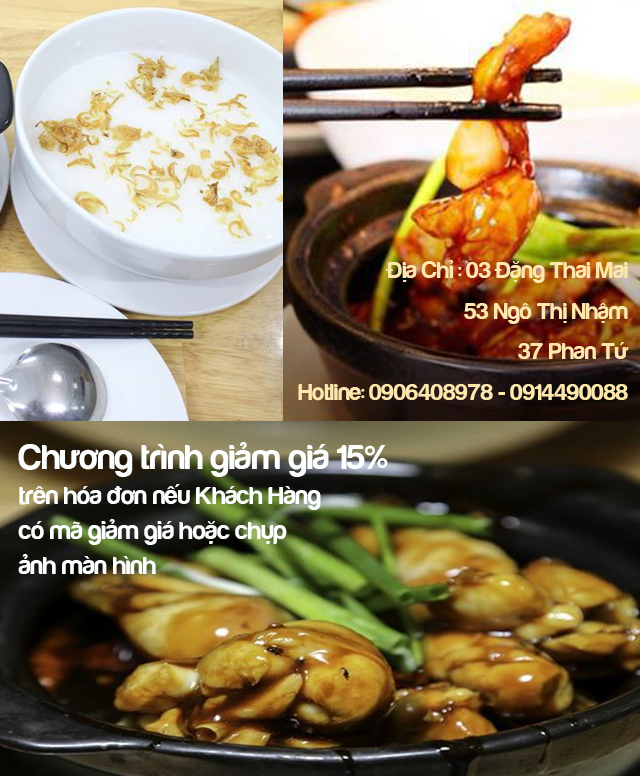 Địa Chỉ : 03 Đặng Thai Mai
53 Ngô Thị Nhậm
37 Phan Tứ
Hotline: 0906408978 - 0914490088
Chương trình giảm giá 15%
trên hóa đơn nếu Khách Hàng
có mã giảm giá hoặc chụp
ảnh màn hình